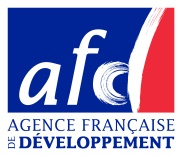 afd
AGENCE FRANÇAISE
DE DÉVELOPPEMENT